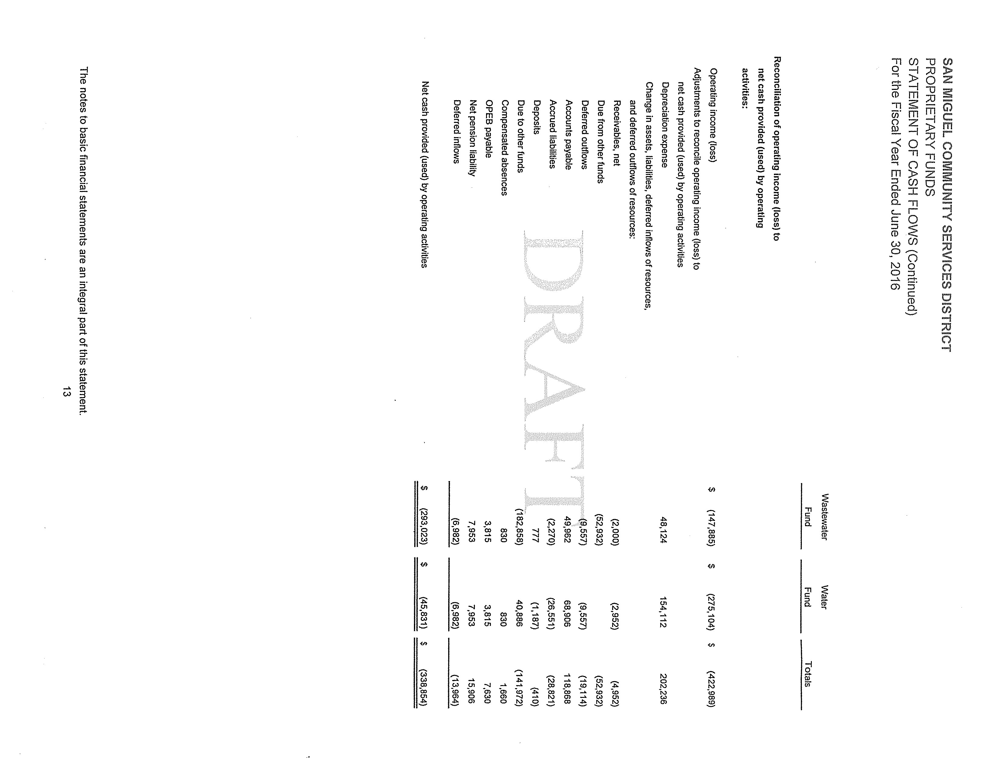 SAN MIGUEL COMMUNITY SERVICES DISTRICT
PROPRIETARY FUNDS
STATEMENT OF CASH FLOWS (Continued)
For the Fiscal Year Ended June 30, 2016
Wastewater Water
Fund Fund Totals
Reconciliation of operating income (loss) to
net cash provided (used) by operating
activities:
Operating income (loss) $ (147,885) $ (275,104) $ (422,989)
Adjustments to reconcile operating income (loss) to
net cash provided (used) by operating activities
Depreciation expense 48,124 154,112 202,236
Change in assets, liabilities, deferred inflows of resources,
and deferred outflows of resources:
Receivables, net (2,000) (2,952) (4,952)
Due from other funds (52,932) (52,932)
Deferred outflows (9,557) (9,557) (19,114)
Accounts payable 49,962 68,906 118,868
Accrued liabilities (2,270) (26,551) (28,821)
Deposits 777 (1,187) (410)
Due to other funds (182,858) 40,886 (141,972)
Compensated absences 830 830 1,660
OPEB payable 3,815 3,815 7,630
Net pension liability 7,953 7,953 15,906
Deferred inflows (6,982) (6,982) (13,964)
Net cash provided (used) by operating activities $ (293,023) $ (45,831) $ (338,854)
DRAFT
The notes to basic financial statements are an integral part of this statement.
13